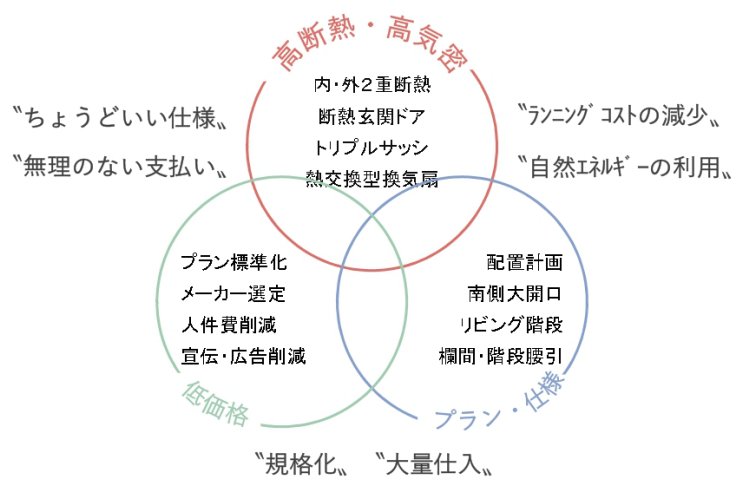 高断熱・高気密
内・外2重断熱
断熱玄関ドア
トリプルサッシ
熱交換型換気扇
〝ちょうどいい仕様〟
〝無理のない支払い〟
〝ﾗﾝﾆﾝｸﾞｺｽﾄの減少〟
〝自然ｴﾈﾙｷﾞｰの利用〟
プラン標準化
メーカー選定
人件費削減
宣伝・広告削減
低価格
配置計画
南側大開口
リビング階段
欄間・階段腰引
プラン・仕様
〝規格化〟 〝大量仕入〟